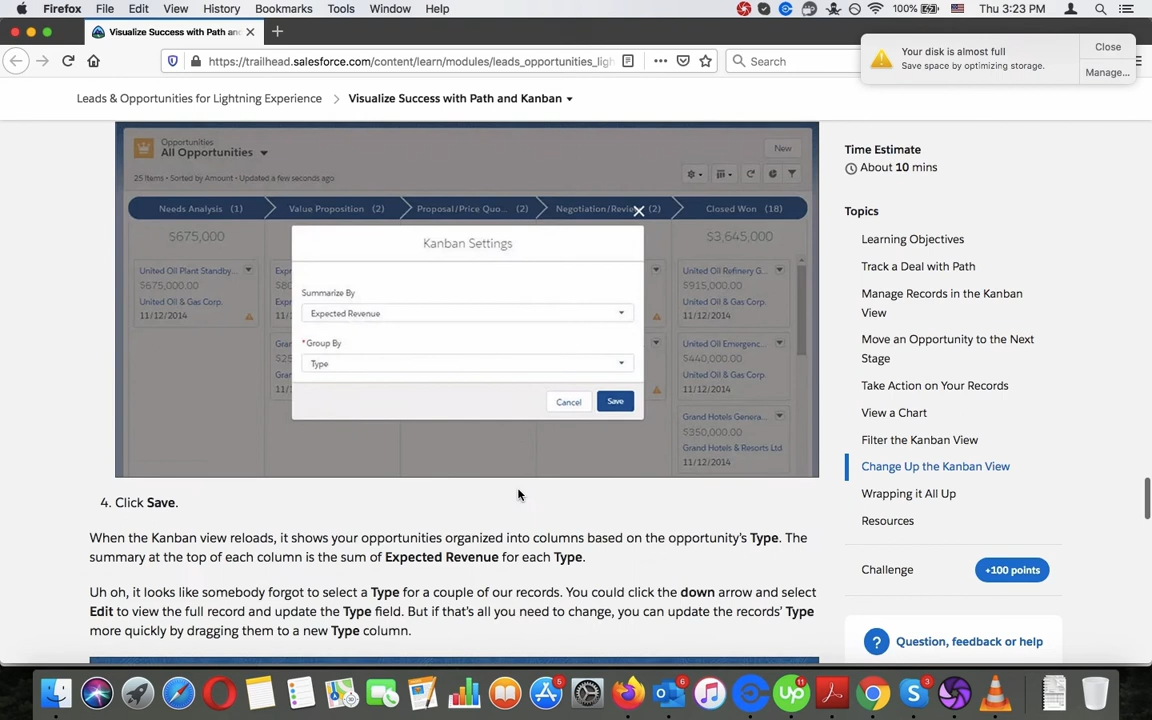 Firefox File Edit View History Bookmarks Tools Window Help 100% Thu 3:23 PM
Visualize Success with Path and
Your disk is almost full
Save space by optimizing storage.
Close
Manage...
https://trailhead.salesforce.com/content/learn/modules/leads_opportunities_ligh
Search
Leads & Opportunities for Lightning Experience
Visualize Success with Path and Kanban
Opportunities
All Opportunities
New
25 items • Sorted by Amount • Updated a few seconds ago
Needs Analysis (1)
Value Proposition (2)
Proposal/Price Quo... (2)
Negotiation/Review (2)
Closed Won (18)
$675,000
$3,645,000
Kanban Settings
Summarize By
Expected Revenue
*Group By
Type
Cancel
Save
United Oil Plant Standby...
$675,000.00
United Oil & Gas Corp.
11/12/2014
United Oil Refinery G...
$915,000.00
United Oil & Gas Corp.
11/12/2014
United Oil Emergenc...
$440,000.00
United Oil & Gas Corp.
11/12/2014
Grand Hotels Genera...
$350,000.00
Grand Hotels & Resorts Ltd
11/12/2014
4. Click Save.
When the Kanban view reloads, it shows your opportunities organized into columns based on the opportunity's Type. The
summary at the top of each column is the sum of Expected Revenue for each Type.
Uh oh, it looks like somebody forgot to select a Type for a couple of our records. You could click the down arrow and select
Edit to view the full record and update the Type field. But if that's all you need to change, you can update the records' Type
more quickly by dragging them to a new Type column.
Time Estimate
About 10 mins
Topics
Learning Objectives
Track a Deal with Path
Manage Records in the Kanban
View
Move an Opportunity to the Next
Stage
Take Action on Your Records
View a Chart
Filter the Kanban View
Change Up the Kanban View
Wrapping it All Up
Resources
Challenge
+100 points
Question, feedback or help